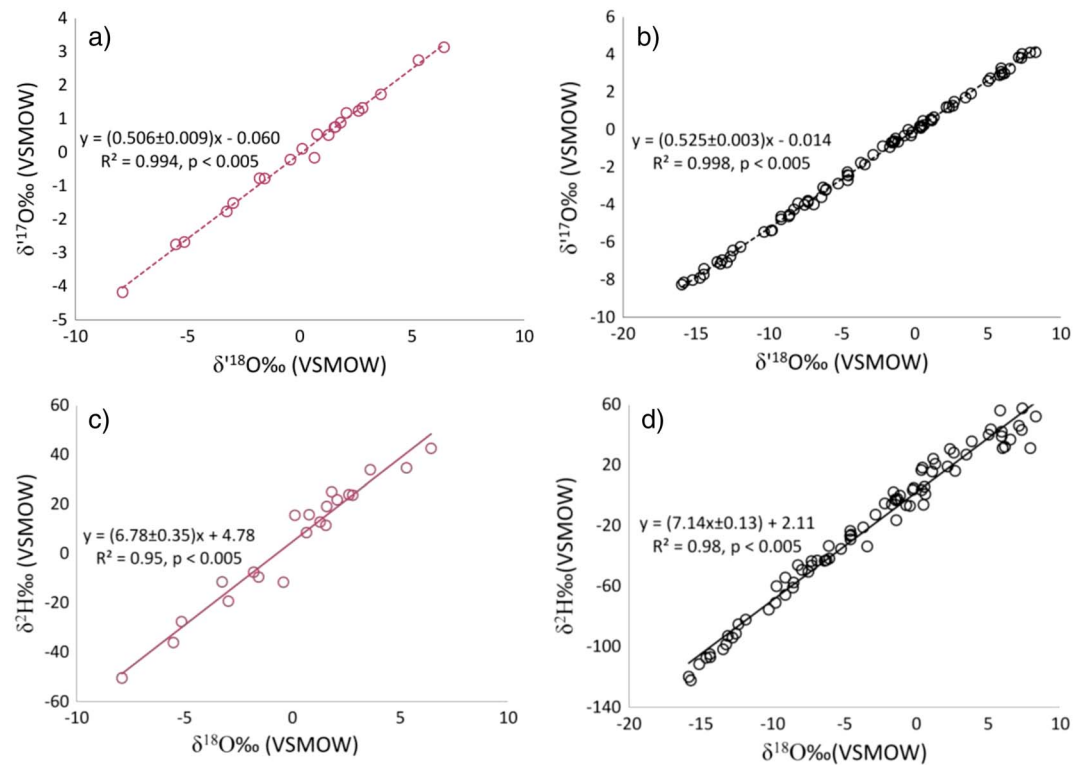 a)
4
3
2
1
0
-1
-2
-3
-4
-5
δ'¹⁷O‰ (VSMOW)
y = (0.506±0.009)x - 0.060
R² = 0.994, p < 0.005
-10
-5
0
5
10
δ'¹⁸O‰ (VSMOW)
b)
6
4
2
0
-2
-4
-6
-8
-10
δ'¹⁷O‰ (VSMOW)
y = (0.525±0.003)x - 0.014
R² = 0.998, p < 0.005
-20
-15
-10
-5
0
5
10
δ'¹⁸O‰ (VSMOW)
c)
60
40
20
0
-20
-40
-60
δ²H‰ (VSMOW)
y = (6.78±0.35)x + 4.78
R² = 0.95, p < 0.005
-10
-5
0
5
10
δ¹⁸O‰ (VSMOW)
d)
60
20
-20
-60
-100
-140
δ²H‰(VSMOW)
y = (7.14x±0.13) + 2.11
R² = 0.98, p < 0.005
-20
-15
-10
-5
0
5
10
δ¹⁸O‰(VSMOW)